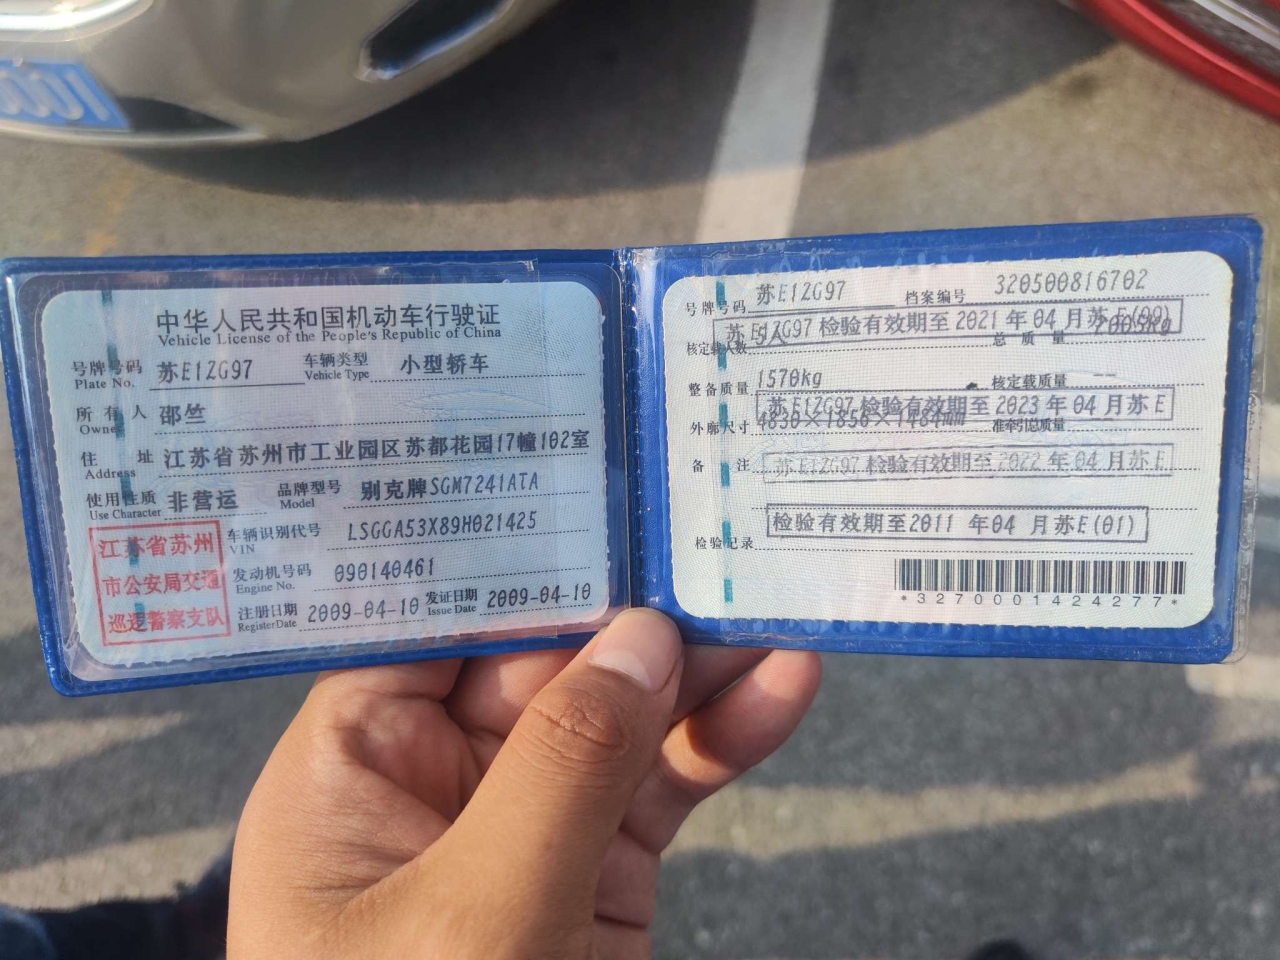 中华人民共和国机动车行驶证
Vehicle License of the People's Republic of China
号牌号码 Plate No. 苏E1ZG97 车辆类型 Vehicle Type 小型轿车
所有人 Owner 邵竺
住址 Address 江苏省苏州市工业园区苏都花园17幢102室
使用性质 Use Character 非营运 品牌型号 Model 别克牌SGM7241ATA
车辆识别代号 VIN LSGGA53X89H021425
发动机号码 Engine No. 090140461
注册日期 Register Date 2009-04-10 发证日期 Issue Date 2009-04-10
江苏省苏州
市公安局交通
巡逻警察支队
号牌号码 苏E1ZG97 档案编号 320500816702
苏E1ZG97 检验有效期至 2021 年 04 月苏E(09)
核定载人数 5人 总质量 2005kg
整备质量 1570kg 核定载质量 --
苏E1ZG97 检验有效期至 2023 年 04 月苏E
外廓尺寸 4830×1856×1484mm 准牵引总质量
备注
苏E1ZG97 检验有效期至 2022 年 04 月苏E
检验有效期至2011 年04 月苏E(01)
检验记录
*3270001424277*